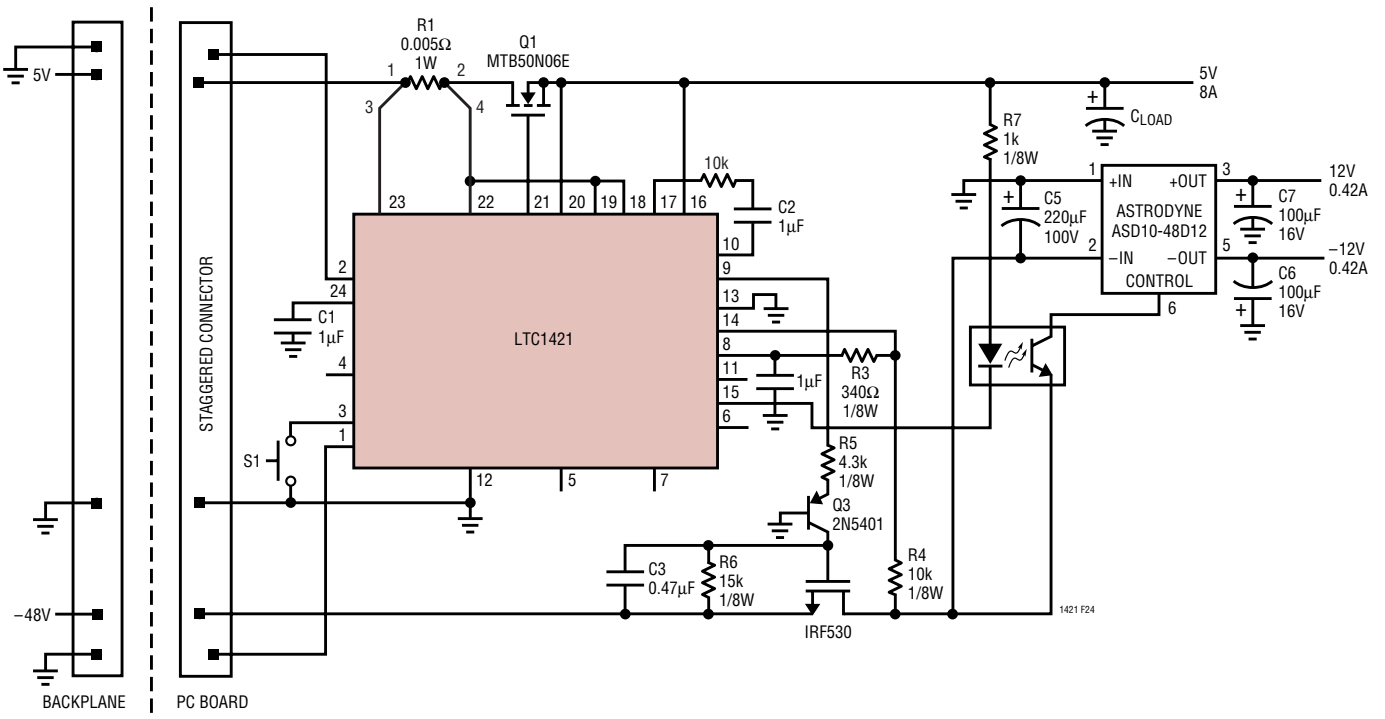 R1
0.005Ω
1W
Q1
MTB50N06E
1
2
3
4
5V
5V
8A
+
CLOAD
R7
1k
1/8W
10k
C2
1µF
23
22
21
20
19
18
17
16
10
9
13
14
8
11
15
6
2
24
4
3
1
12
5
7
LTC1421
C1
1µF
S1
STAGGERED CONNECTOR
1µF
R3
340Ω
1/8W
R5
4.3k
1/8W
Q3
2N5401
C3
0.47µF
R6
15k
1/8W
IRF530
R4
10k
1/8W
+
C5
220µF
100V
1
+IN
+OUT
3
ASTRODYNE
ASD10-48D12
2
–IN
–OUT
5
CONTROL
6
12V
0.42A
+
C7
100µF
16V
–12V
0.42A
C6
100µF
16V
+
–48V
1421 F24
BACKPLANE
PC BOARD